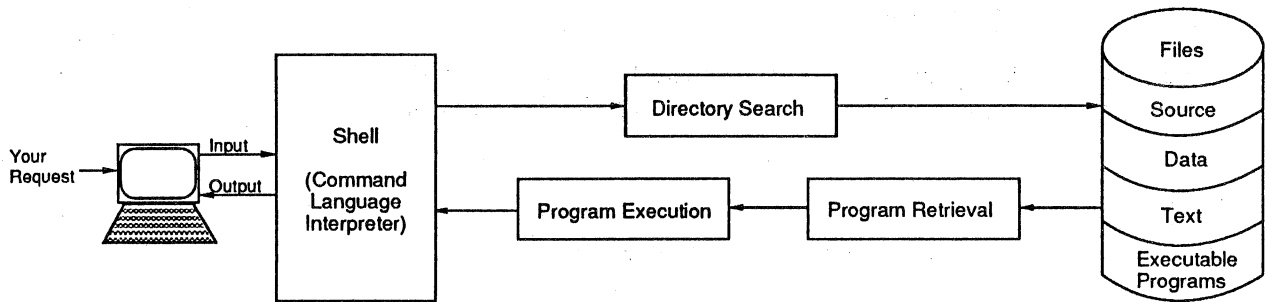 Your
Request
Input
Output
Shell
(Command
Language
Interpreter)
Directory Search
Program Execution
Program Retrieval
Files
Source
Data
Text
Executable
Programs